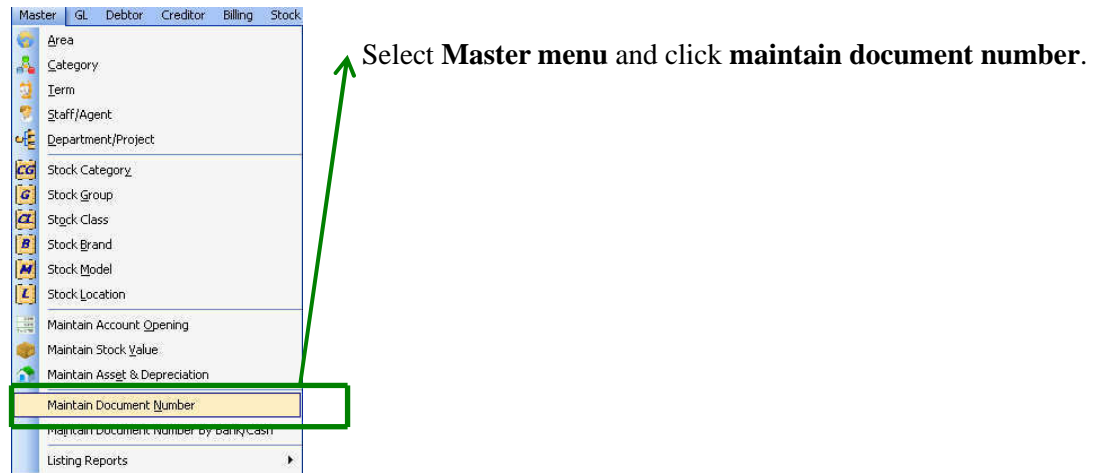 Master GL Debtor Creditor Billing Stock
Area
Category
Term
Staff/Agent
Department/Project
CG Stock Category
G Stock Group
CL Stock Class
B Stock Brand
M Stock Model
L Stock Location
Maintain Account Opening
Maintain Stock Value
Maintain Asset & Depreciation
Maintain Document Number
Maintain Document Number By Bank/Cash
Listing Reports
Select Master menu and click maintain document number.